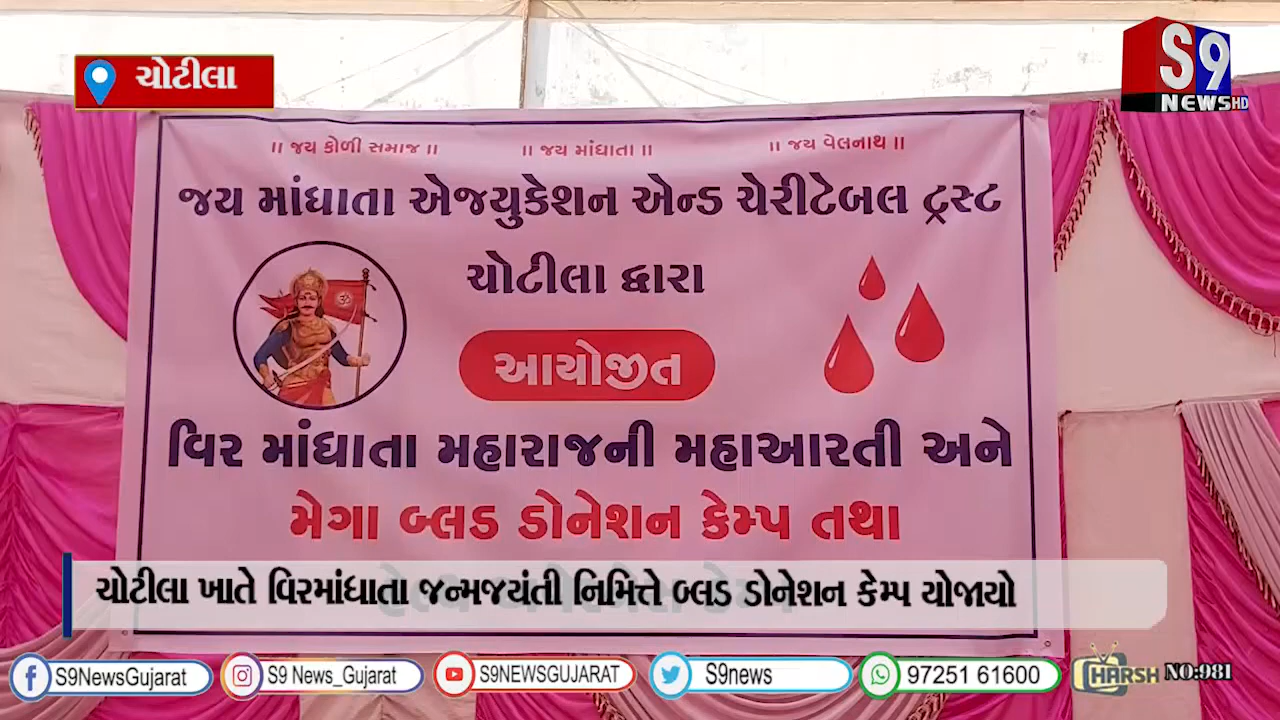 ચોટીલા
S9
NEWS HD
॥ જય કોળી સમાજ ॥ ॥ જય માંધાતા ॥ ॥ જય વેલનાથ ॥
જય માંધાતા એજયુકેશન એન્ડ ચેરીટેબલ ટ્રસ્ટ
ચોટીલા દ્વારા
આયોજીત
વિર માંધાતા મહારાજની મહાઆરતી અને
મેગા બ્લડ ડોનેશન કેમ્પ તથા
ચોટીલા ખાતે વિરમાંધાતા જન્મજયંતી નિમિત્તે બ્લડ ડોનેશન કેમ્પ યોજાયો
S9NewsGujarat S9 News_Gujarat S9NEWSGUJARAT S9news 97251 61600 HARSH NO:981